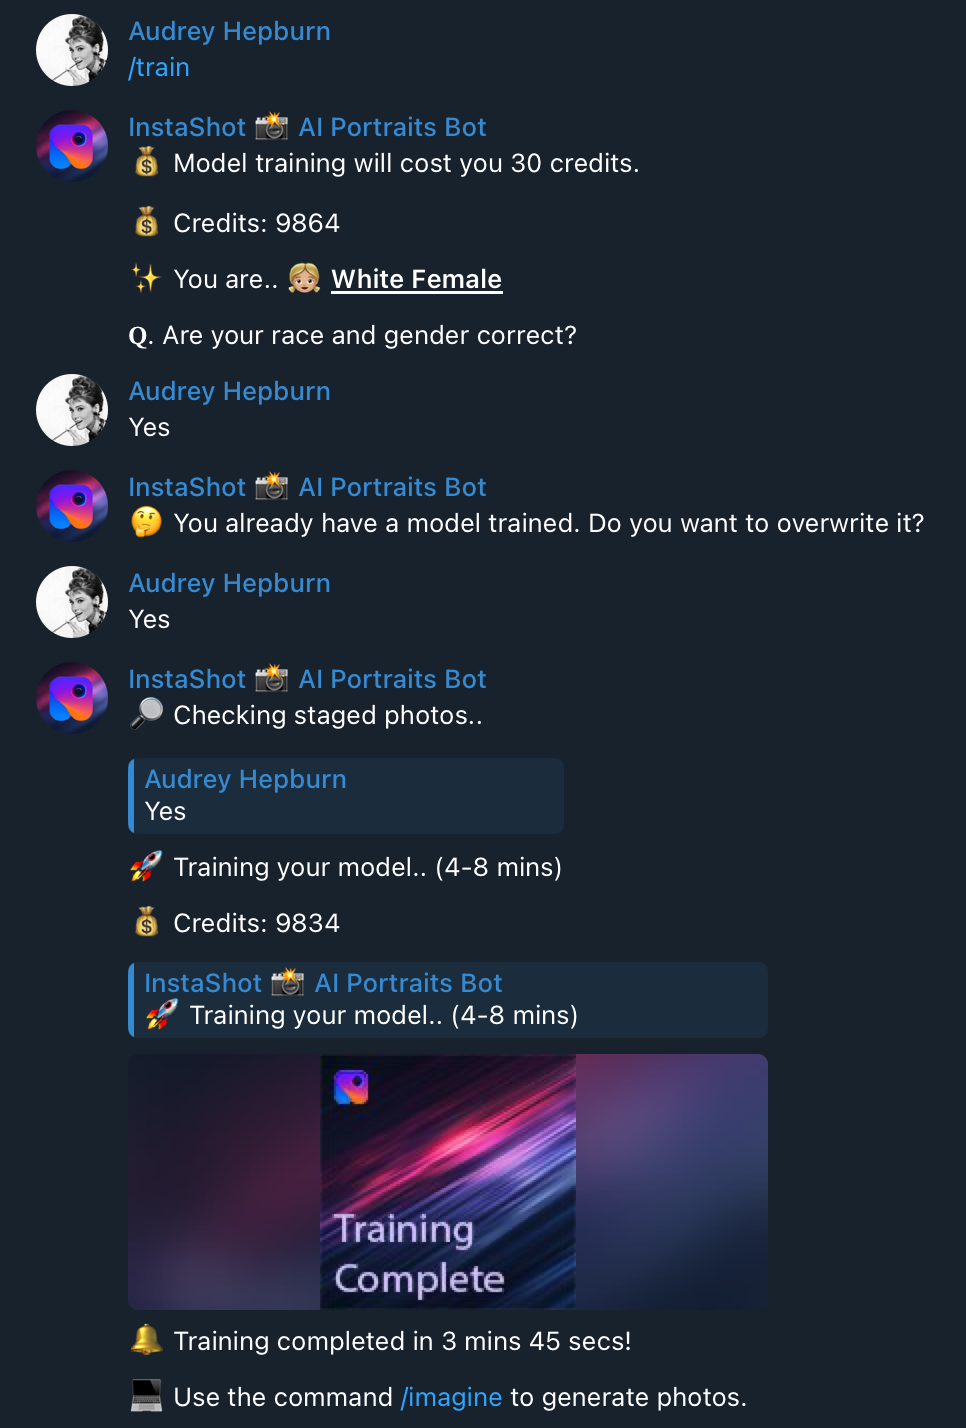 Audrey Hepburn
/train
InstaShot 📸 AI Portraits Bot
💰 Model training will cost you 30 credits.
💰 Credits: 9864
✨ You are.. 👧🏼 White Female
Q. Are your race and gender correct?
Audrey Hepburn
Yes
InstaShot 📸 AI Portraits Bot
🤔 You already have a model trained. Do you want to overwrite it?
Audrey Hepburn
Yes
InstaShot 📸 AI Portraits Bot
🔎 Checking staged photos..
Audrey Hepburn
Yes
🚀 Training your model.. (4-8 mins)
💰 Credits: 9834
InstaShot 📸 AI Portraits Bot
🚀 Training your model.. (4-8 mins)
Training
Complete
🔔 Training completed in 3 mins 45 secs!
💻 Use the command /imagine to generate photos.